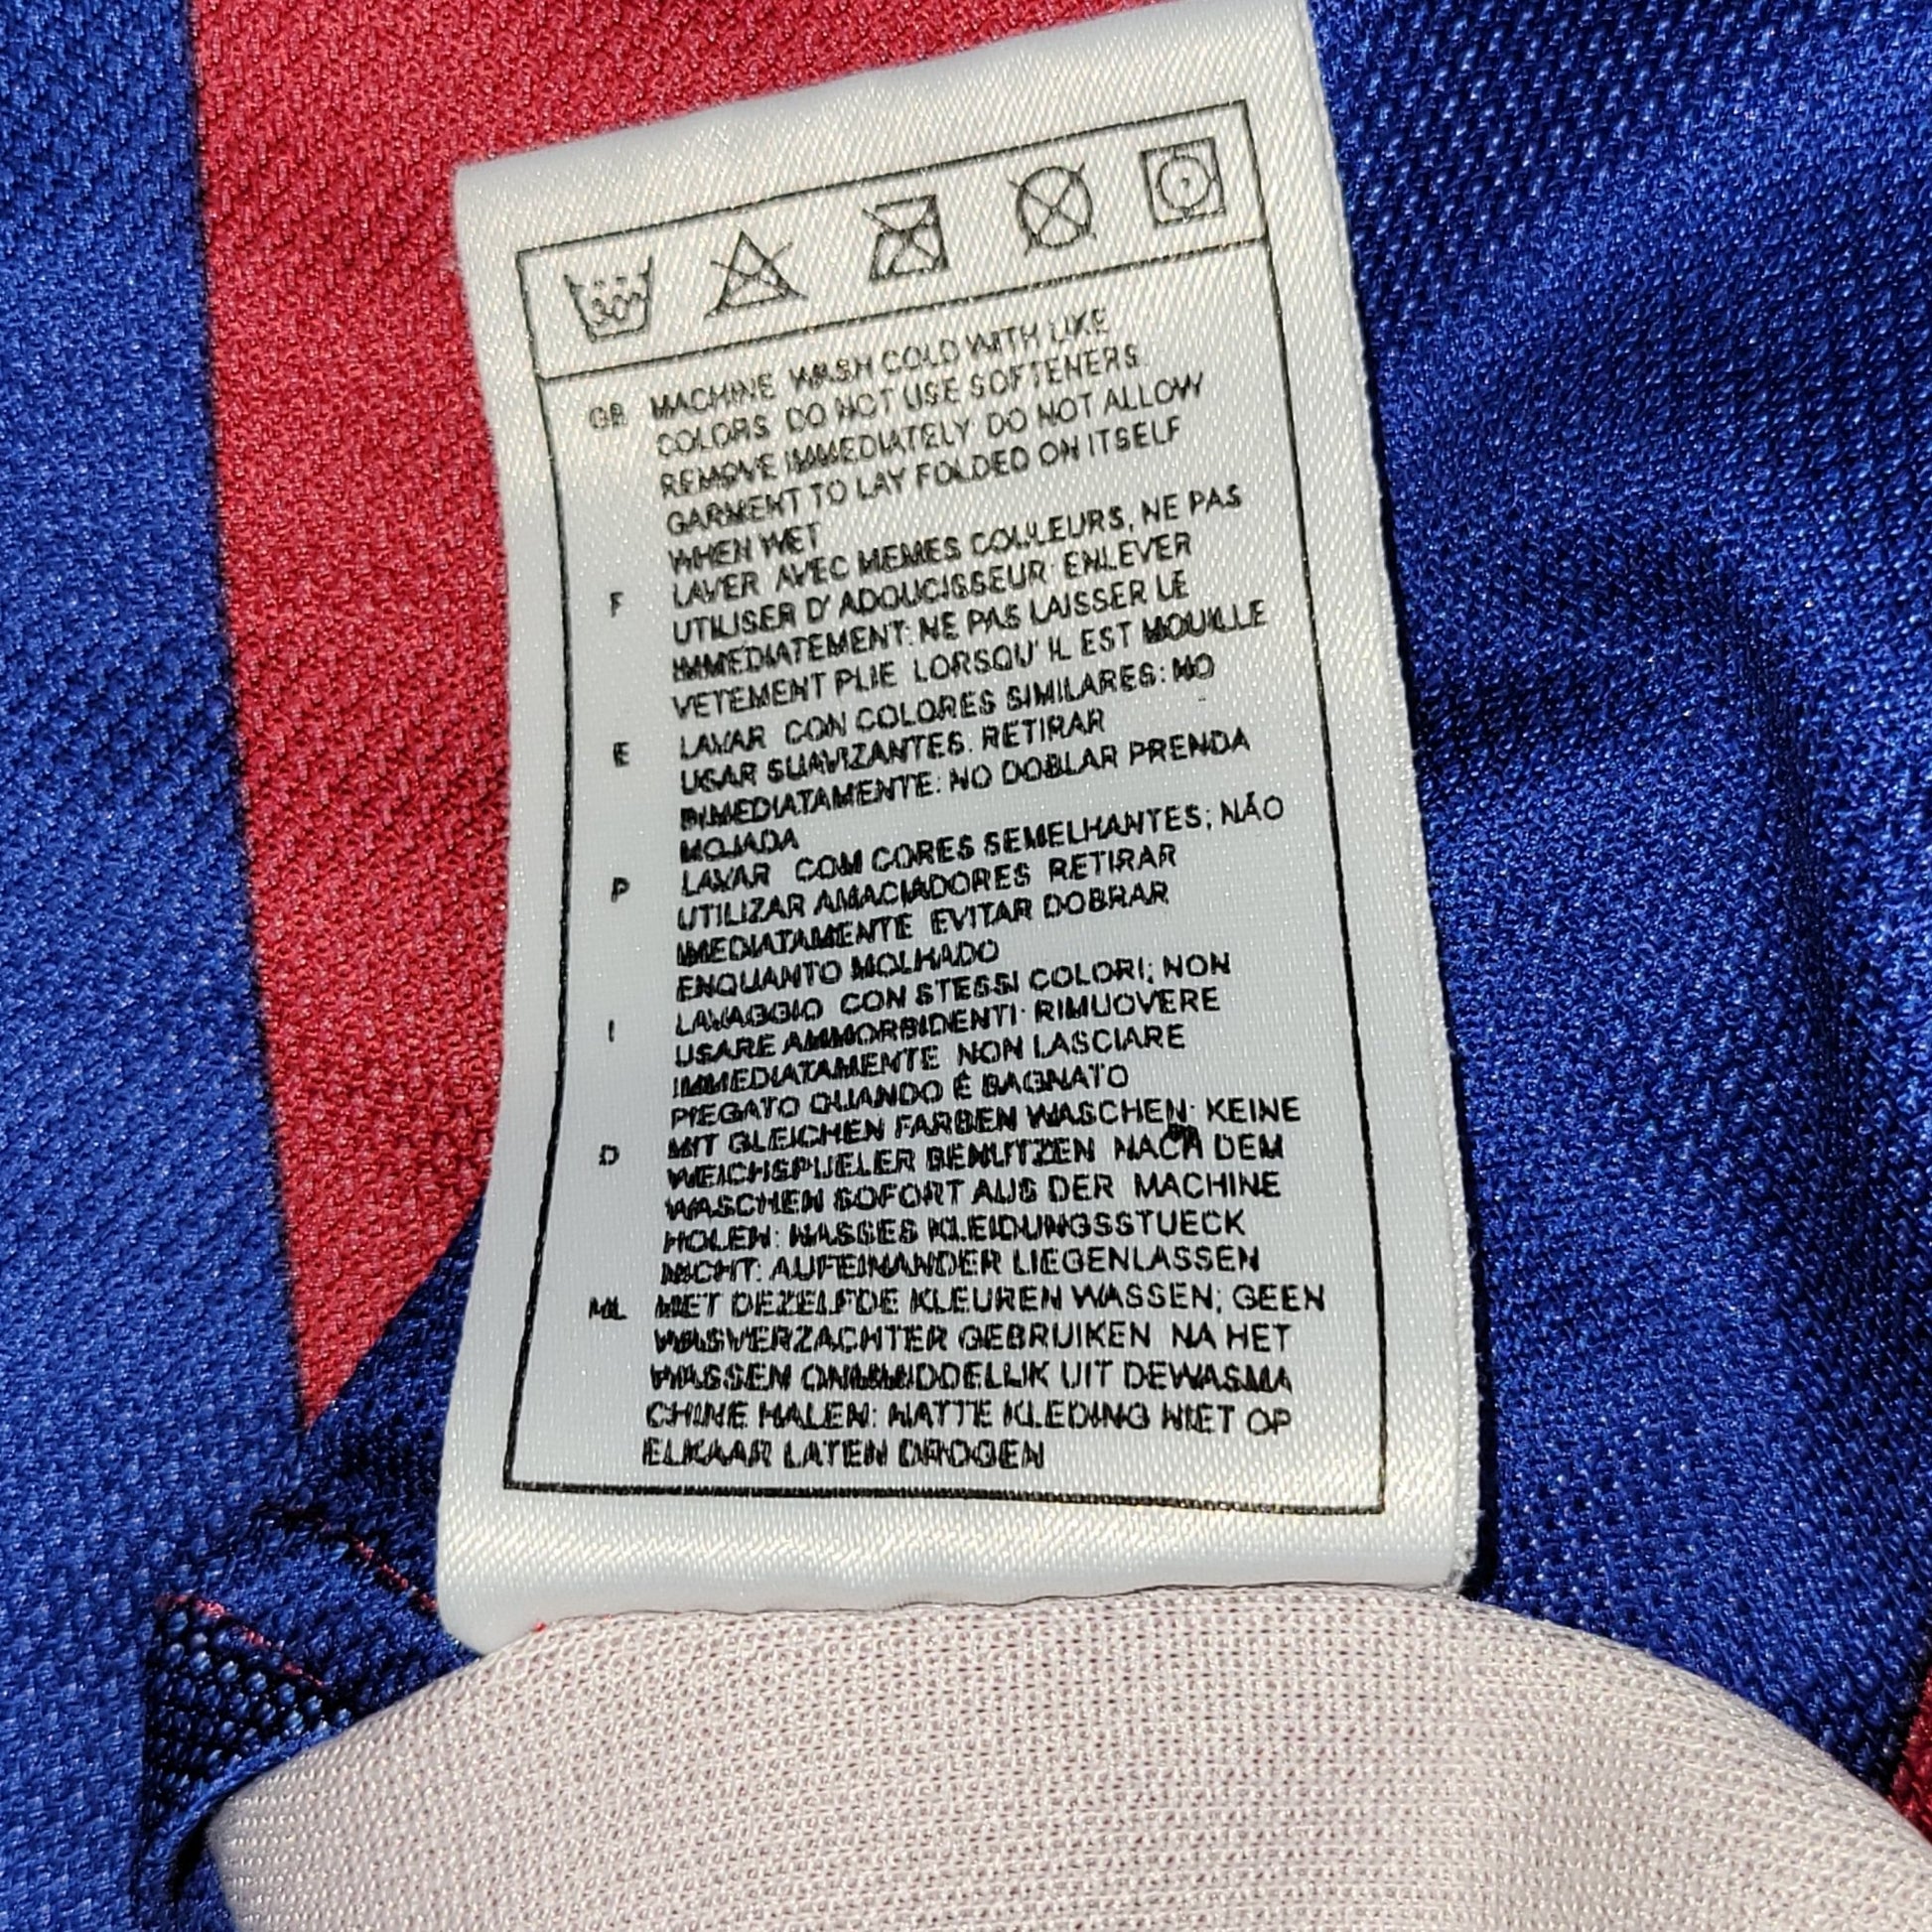 30°
GB MACHINE WASH COLD WITH LIKE
COLORS DO NOT USE SOFTENERS
REMOVE IMMEDIATELY DO NOT ALLOW
GARMENT TO LAY FOLDED ON ITSELF
WHEN WET
F LAVER AVEC MEMES COULEURS, NE PAS
UTILISER D' ADOUCISSEUR: ENLEVER
IMMEDIATEMENT: NE PAS LAISSER LE
VETEMENT PLIE LORSQU' IL EST MOUILLE
E LAVAR CON COLORES SIMILARES: NO
USAR SUAVIZANTES. RETIRAR
INMEDIATAMENTE: NO DOBLAR PRENDA
MOJADA
P LAVAR COM CORES SEMELHANTES; NÃO
UTILIZAR AMACIADORES RETIRAR
IMEDIATAMENTE EVITAR DOBRAR
ENQUANTO MOLHADO
I LAVAGGIO CON STESSI COLORI; NON
USARE AMMORBIDENTI: RIMUOVERE
IMMEDIATAMENTE NON LASCIARE
PIEGATO QUANDO É BAGNATO
D MIT GLEICHEN FARBEN WASCHEN: KEINE
WEICHSPUELER BENUTZEN NACH DEM
WASCHEN SOFORT AUS DER MACHINE
HOLEN: NASSES KLEIDUNGSSTUECK
NICHT: AUFEINANDER LIEGENLASSEN
NL MET DEZELFDE KLEUREN WASSEN; GEEN
WASVERZACHTER GEBRUIKEN NA HET
WASSEN ONMIDDDELLIJK UIT DEWASMA
CHINE HALEN: NATTE KLEDING NIET OP
ELKAAR LATEN DROGEN